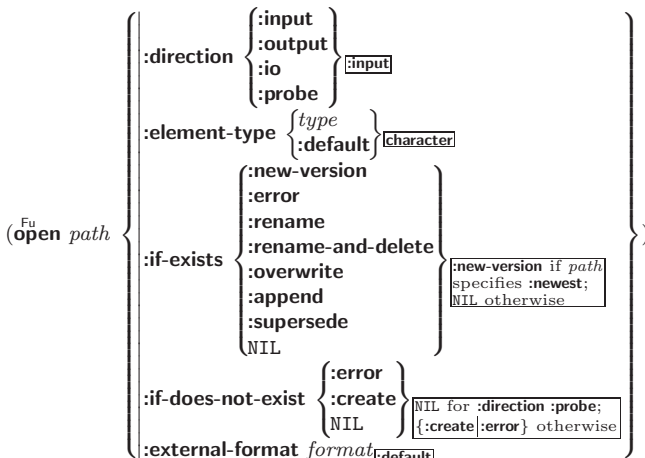 :input
:output
:direction :input
:io
:probe
type
:element-type character
:default
:new-version
:error
:rename
Fu
(open path :rename-and-delete )
:if-exists :new-version if path
:overwrite specifies :newest;
:append NIL otherwise
:supersede
NIL
:error
:if-does-not-exist :create NIL for :direction :probe;
NIL {:create|:error} otherwise
:external-format format :default